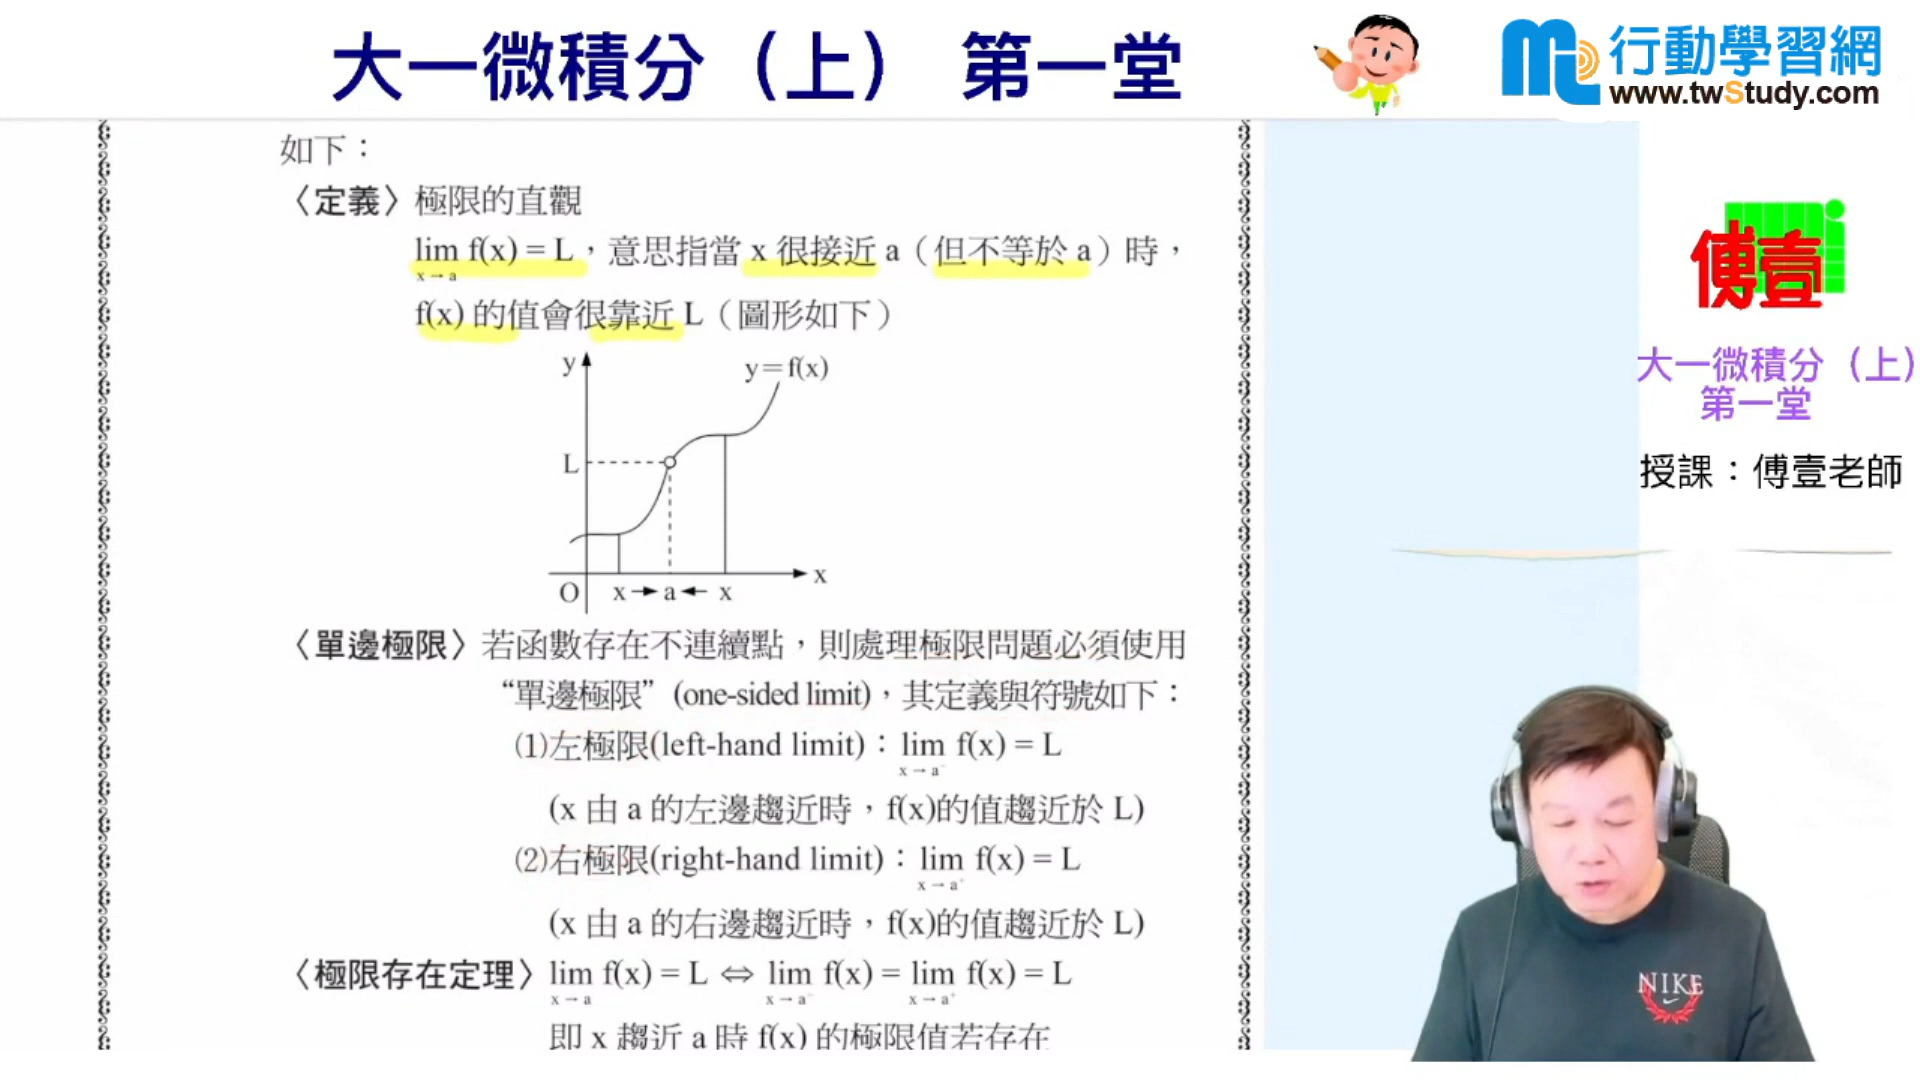 大一微積分（上） 第一堂
行動學習網
www.twStudy.com
如下：
〈定義〉極限的直觀
lim f(x) = L，意思指當 x 很接近 a（但不等於 a）時，
x→a
f(x) 的值會很靠近 L（圖形如下）
y
y＝f(x)
L
x
O x a x
〈單邊極限〉若函數存在不連續點，則處理極限問題必須使用
“單邊極限” (one-sided limit)，其定義與符號如下：
(1)左極限(left-hand limit)：lim f(x) = L
x→a⁻
(x 由 a 的左邊趨近時，f(x)的值趨近於 L)
(2)右極限(right-hand limit)：lim f(x) = L
x→a⁺
(x 由 a 的右邊趨近時，f(x)的值趨近於 L)
〈極限存在定理〉lim f(x) = L ⇔ lim f(x) = lim f(x) = L
x→a x→a⁻ x→a⁺
即 x 趨近 a 時 f(x) 的極限值若存在
傅壹
大一微積分（上）
第一堂
授課：傅壹老師
NIKE